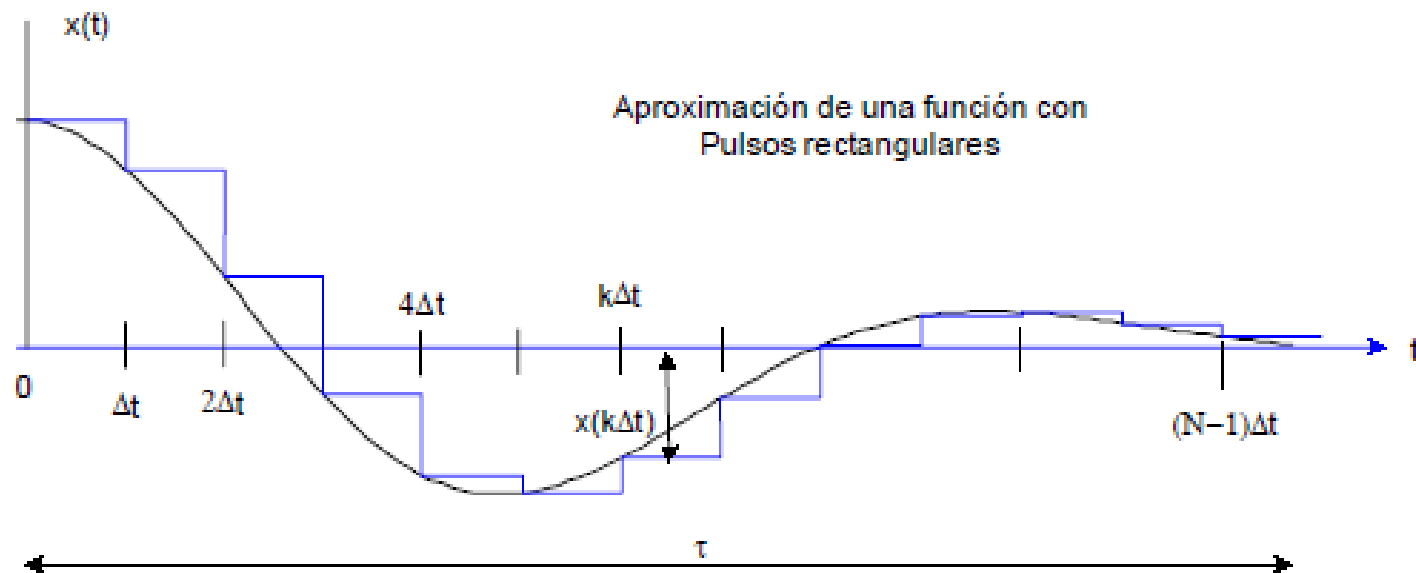 x(t)
Aproximación de una función con
Pulsos rectangulares
4Δt
kΔt
t
0
Δt
2Δt
x(kΔt)
(N−1)Δt
τ